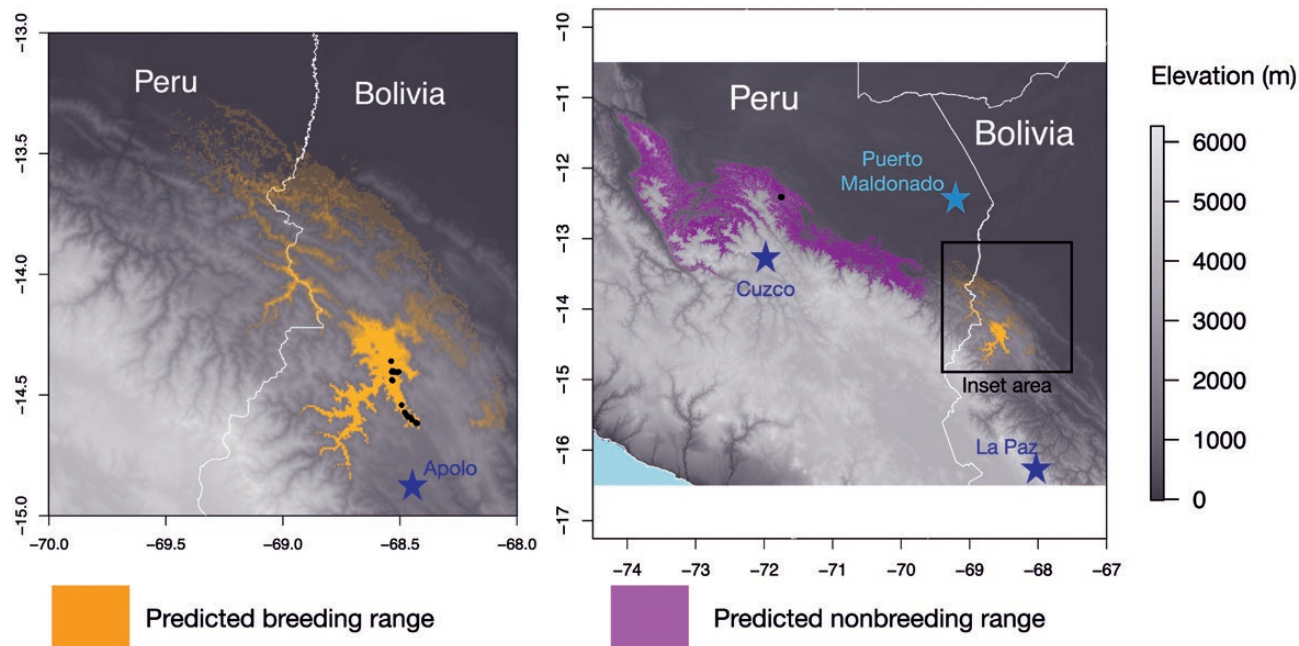 Peru
Bolivia
Apolo
-13.0
-13.5
-14.0
-14.5
-15.0
-70.0
-69.5
-69.0
-68.5
-68.0
Peru
Bolivia
Puerto
Maldonado
Cuzco
Inset area
La Paz
-10
-11
-12
-13
-14
-15
-16
-17
-74
-73
-72
-71
-70
-69
-68
-67
Elevation (m)
6000
5000
4000
3000
2000
1000
0
Predicted breeding range
Predicted nonbreeding range